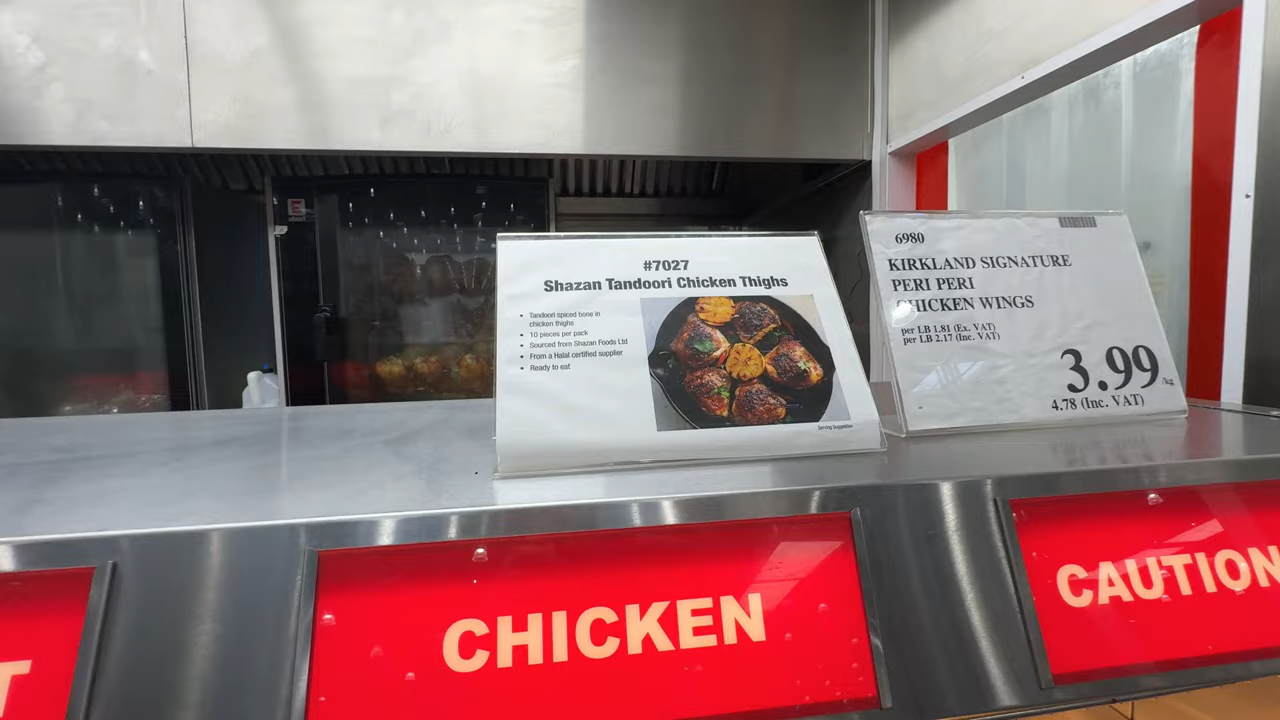 #7027
Shazan Tandoori Chicken Thighs
• Tandoori spiced bone in
chicken thighs
• 10 pieces per pack
• Sourced from Shazan Foods Ltd
• From a Halal certified supplier
• Ready to eat
Serving Suggestion
6980
KIRKLAND SIGNATURE
PERI PERI
CHICKEN WINGS
per LB 1.81 (Ex. VAT)
per LB 2.17 (Inc. VAT)
3.99 /kg
4.78 (Inc. VAT)
T
CHICKEN
CAUTION